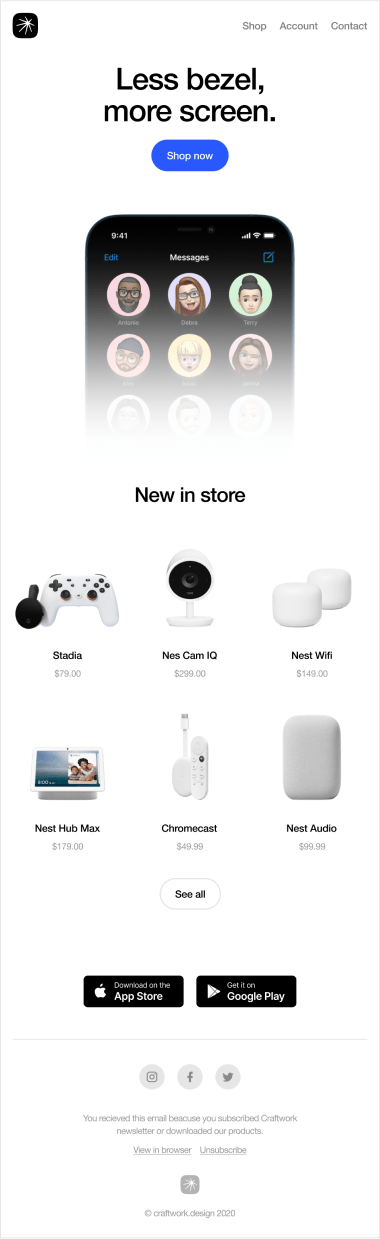 Shop Account Contact
Less bezel,
more screen.
Shop now
9:41
Edit Messages
Antonio Debra Terry
New in store
Stadia Nes Cam IQ Nest Wifi
$79.00 $299.00 $149.00
9:00
Nest Hub Max Chromecast Nest Audio
$179.00 $49.99 $99.99
See all
Download on the
App Store
Get it on
Google Play
You recieved this email beacuse you subscribed Craftwork
newsletter or downloaded our products.
View in browser Unsubscribe
© craftwork.design 2020